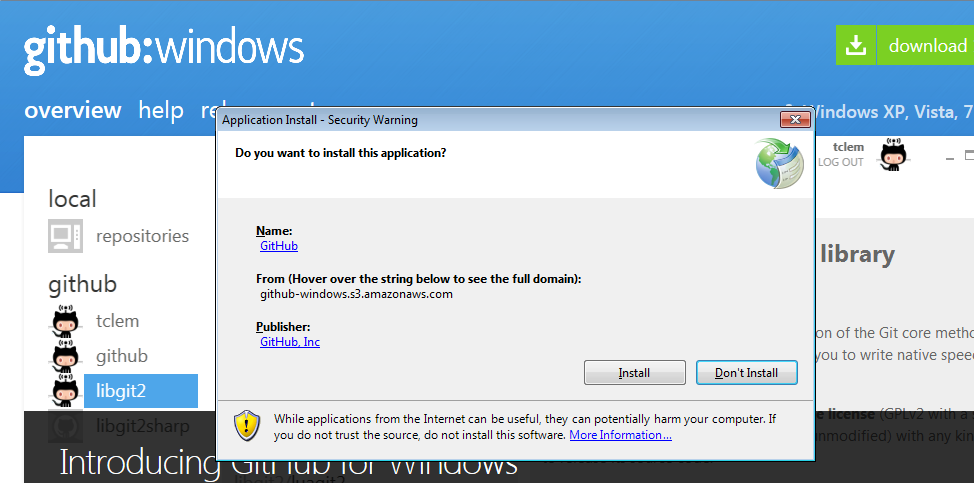 github:windows
download
overview help
Windows XP, Vista, 7
Application Install - Security Warning
Do you want to install this application?
tclem
LOG OUT
local
repositories
github
tclem
github
libgit2
libgit2sharp
Name:
GitHub
From (Hover over the string below to see the full domain):
github-windows.s3.amazonaws.com
Publisher:
GitHub, Inc
Install
Don't Install
While applications from the Internet can be useful, they can potentially harm your computer. If
you do not trust the source, do not install this software. More Information...
library
on of the Git core metho
you to write native spee
license (GPLv2 with a
nmodified) with any kin
Introducing GitHub for Windows